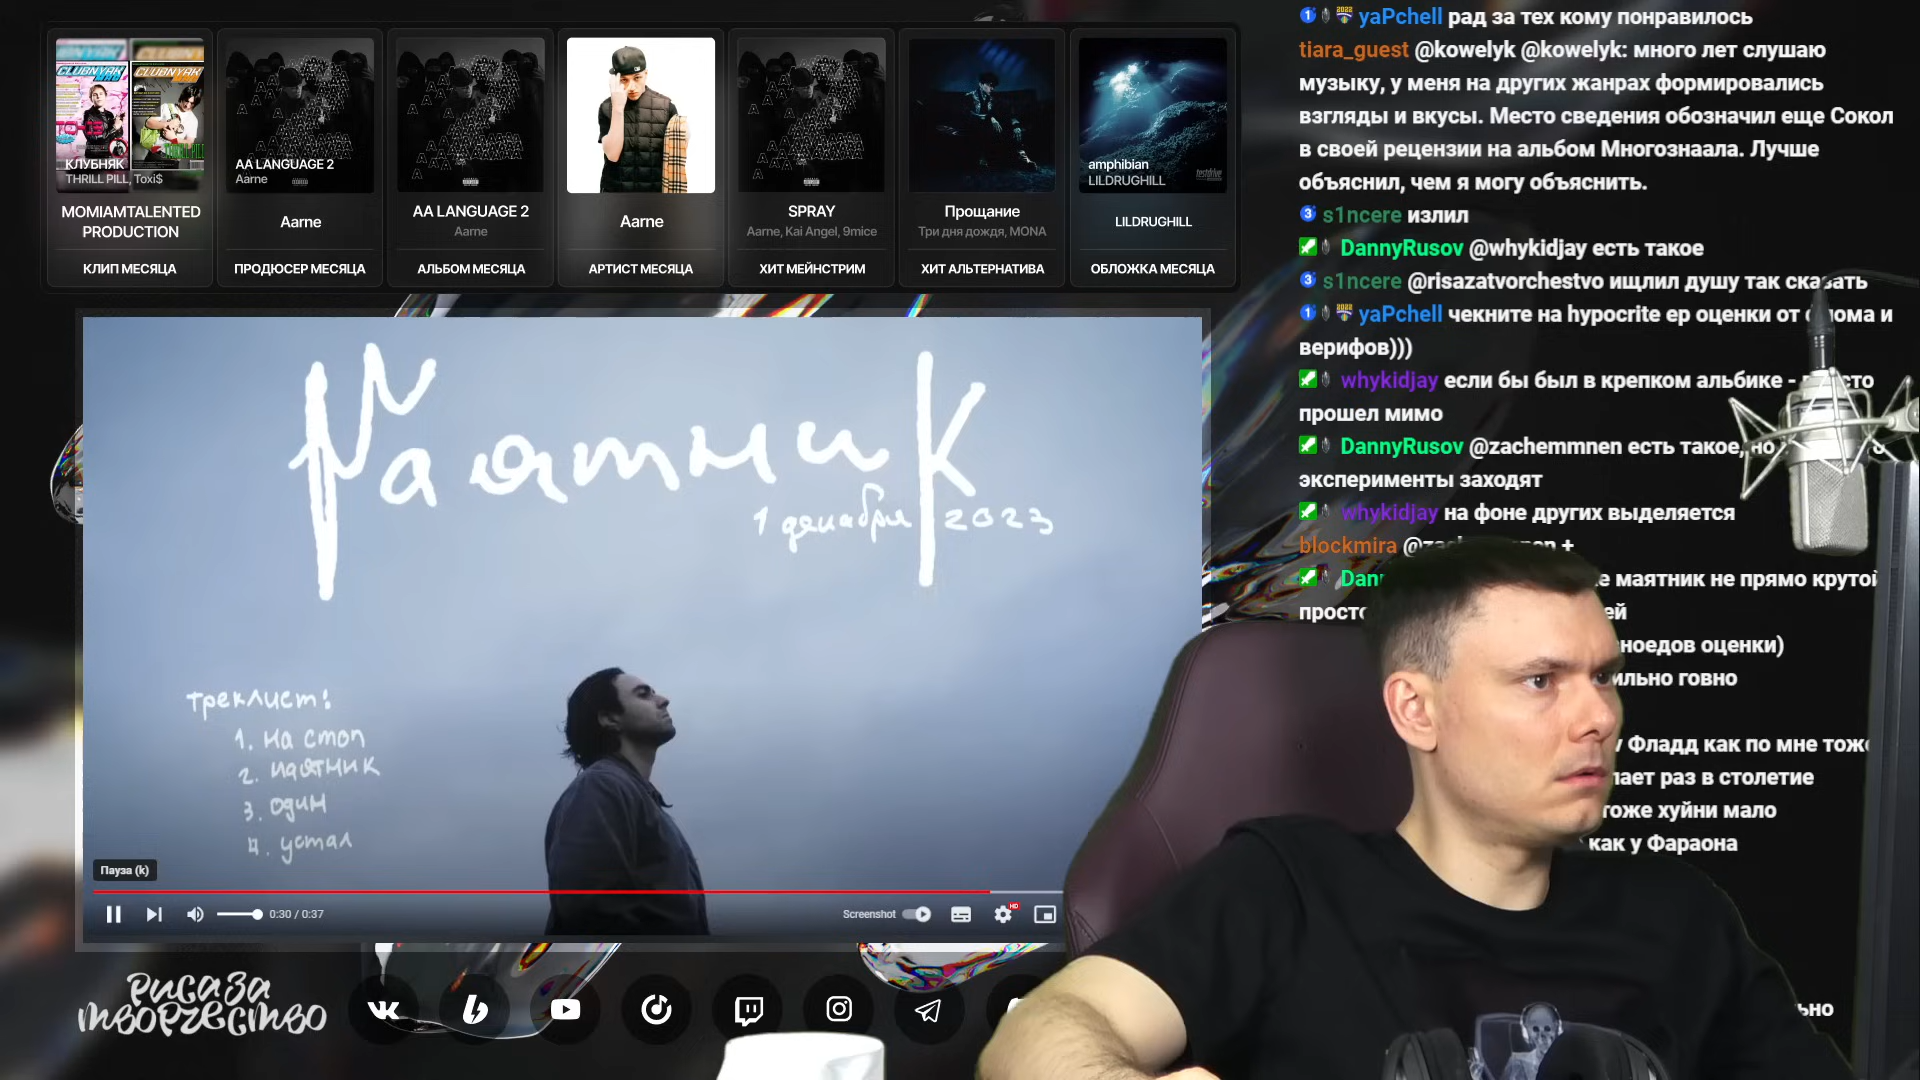 КЛУБНЯК
THRILL PILL, Toxi$
MOMIAMTALENTED
PRODUCTION
КЛИП МЕСЯЦА
AA LANGUAGE 2
Aarne
Aarne
ПРОДЮСЕР МЕСЯЦА
AA LANGUAGE 2
Aarne
АЛЬБОМ МЕСЯЦА
Aarne
АРТИСТ МЕСЯЦА
SPRAY
Aarne, Kai Angel, 9mice
ХИТ МЕЙНСТРИМ
Прощание
Три дня дождя, MONA
ХИТ АЛЬТЕРНАТИВА
amphibian
LILDRUGHILL
LILDRUGHILL
ОБЛОЖКА МЕСЯЦА
Маятник
1 декабря 2023
треклист:
1. на стоп
2. маятник
3. один
4. устал
Пауза (k)
0:30 / 0:37
Screenshot
HD
риса за
творчество
yaPchell рад за тех кому понравилось
tiara_guest @kowelyk @kowelyk: много лет слушаю
музыку, у меня на других жанрах формировались
взгляды и вкусы. Место сведения обозначил еще Сокол
в своей рецензии на альбом Многознаала. Лучше
объяснил, чем я могу объяснить.
s1ncere излил
DannyRusov @whykidjay есть такое
s1ncere @risazatvorchestvo ищлил душу так сказать
yaPchell чекните на hypocrite ep оценки от и
верифов)))
whykidjay если бы был в крепком альбике -
прошел мимо
DannyRusov @zachemmnen есть такое, но
эксперименты заходят
whykidjay на фоне других выделяется
blockmira +
маятник не прямо крутой
оценки)
говно
Фладд как по мне тоже
раз в столетие
тоже хуйни мало
как у Фараона